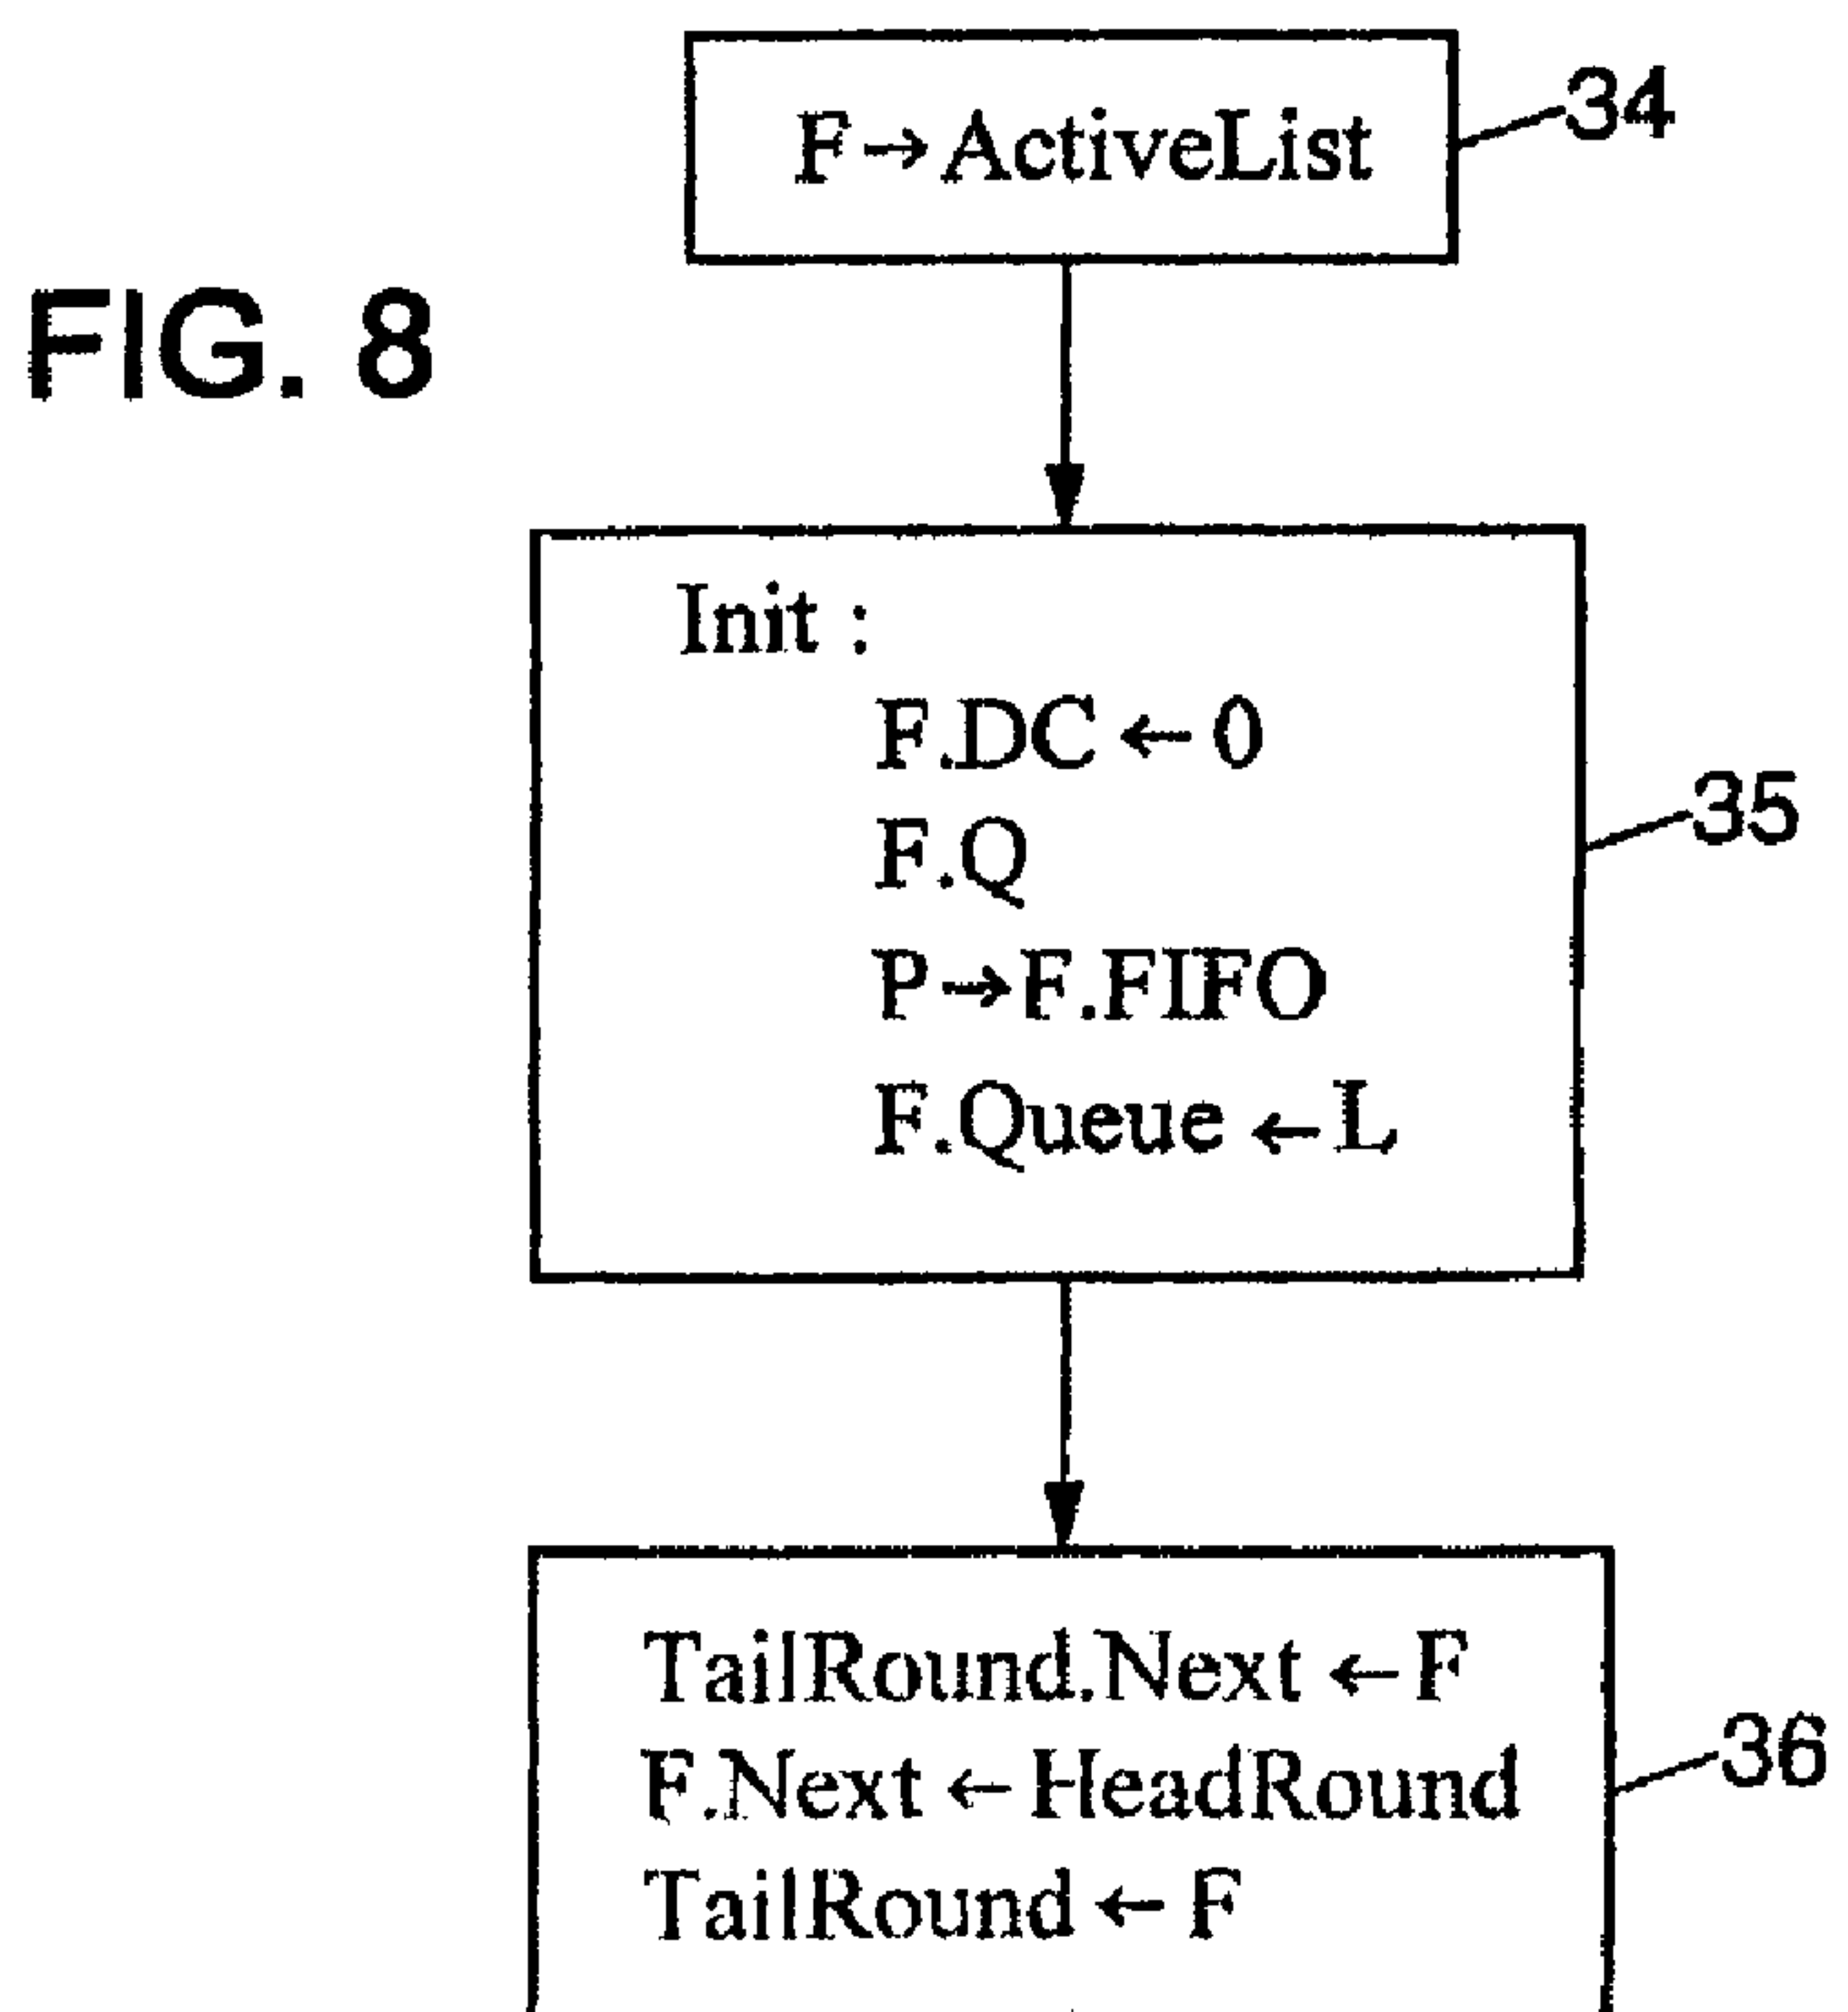 F→ActiveList
34
FIG. 8
Init :
F.DC ← 0
F.Q
35
P→F.FIFO
F.Queue ← L
TailRound.Next ← F
F.Next ← HeadRound
36
TailRound ← F